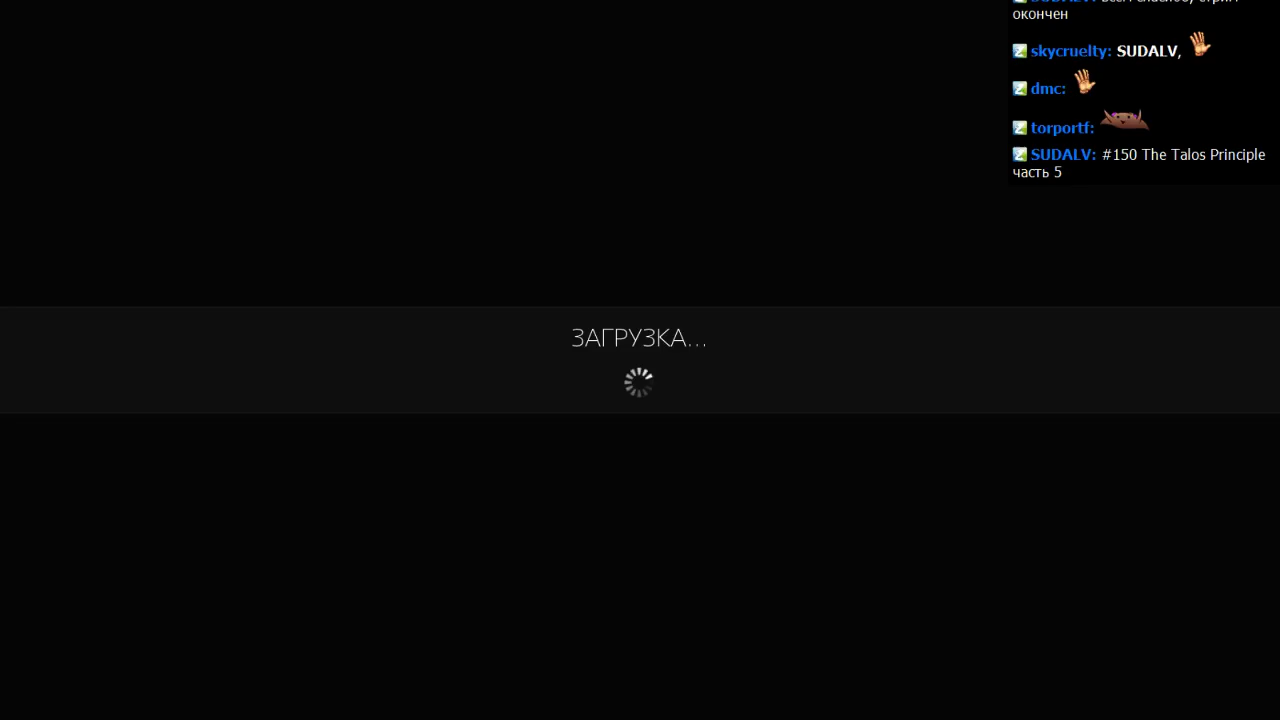 окончен
skycruelty: SUDALV,
dmc:
torportf:
SUDALV: #150 The Talos Principle
часть 5
ЗАГРУЗКА...